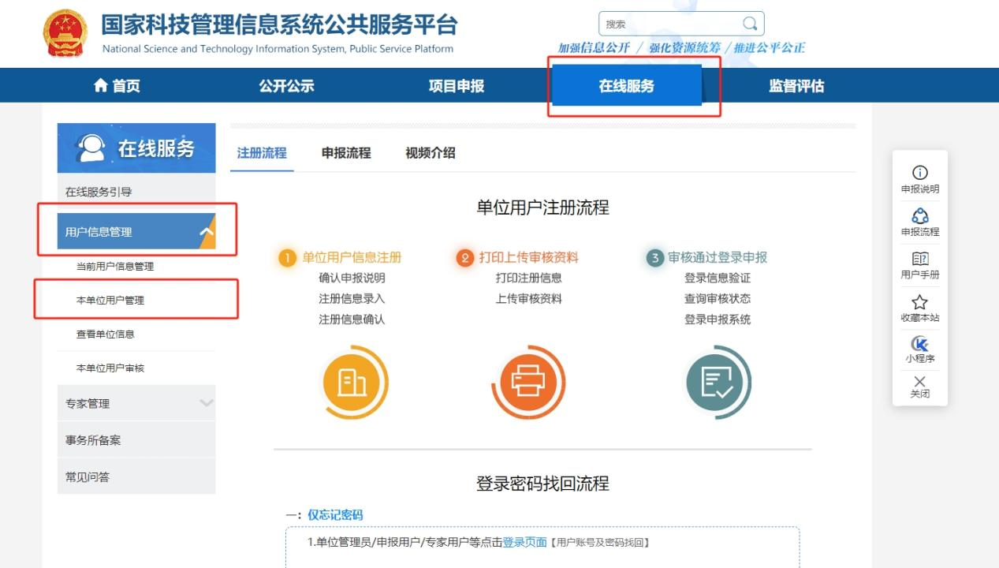 国家科技管理信息系统公共服务平台
National Science and Technology Information System, Public Service Platform
搜索
加强信息公开 / 强化资源统筹 / 推进公平公正
首页
公开公示
项目申报
在线服务
监督评估
在线服务
在线服务引导
用户信息管理
当前用户信息管理
本单位用户管理
查看单位信息
本单位用户审核
专家管理
事务所备案
常见问答
注册流程
申报流程
视频介绍
单位用户注册流程
1 单位用户信息注册
确认申报说明
注册信息录入
注册信息确认
2 打印上传审核资料
打印注册信息
上传审核资料
3 审核通过登录申报
登录信息验证
查询审核状态
登录申报系统
登录密码找回流程
一：仅忘记密码
1.单位管理员/申报用户/专家用户等点击登录页面【用户账号及密码找回】
申报说明
申报流程
用户手册
收藏本站
小程序
关闭